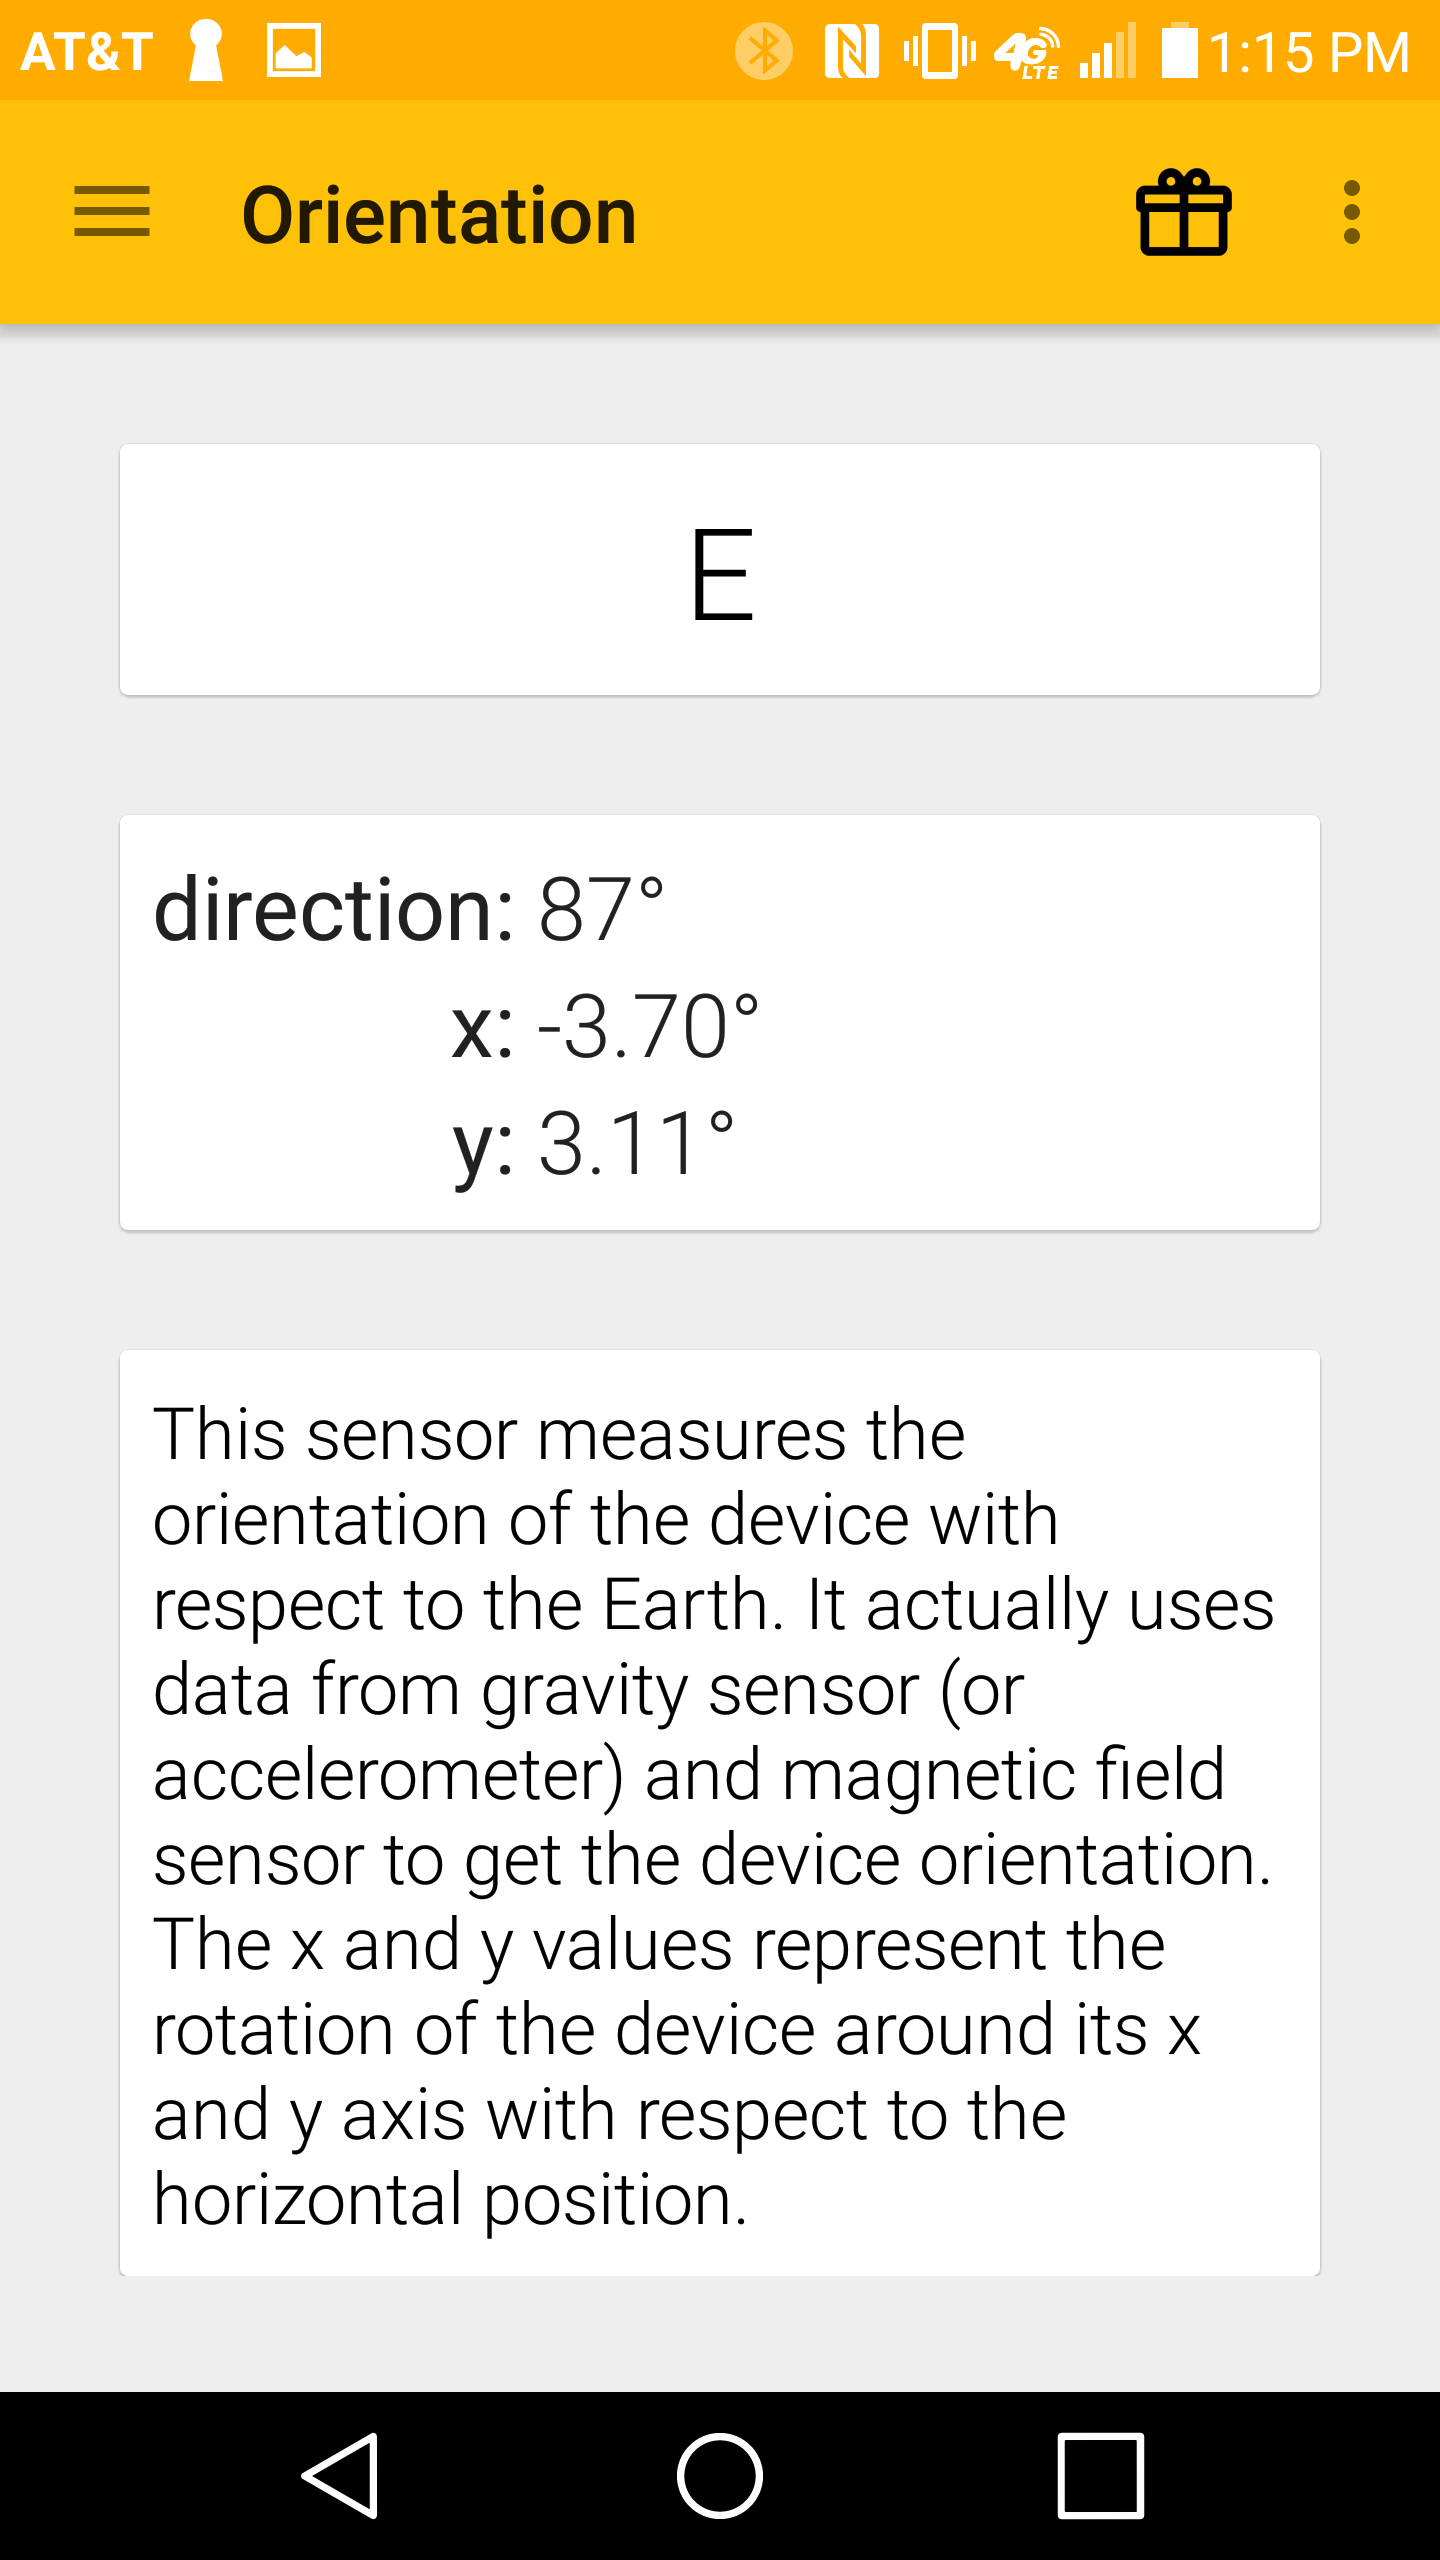 AT&T 4G LTE 1:15 PM
Orientation
E
direction: 87°
x: -3.70°
y: 3.11°
This sensor measures the
orientation of the device with
respect to the Earth. It actually uses
data from gravity sensor (or
accelerometer) and magnetic field
sensor to get the device orientation.
The x and y values represent the
rotation of the device around its x
and y axis with respect to the
horizontal position.